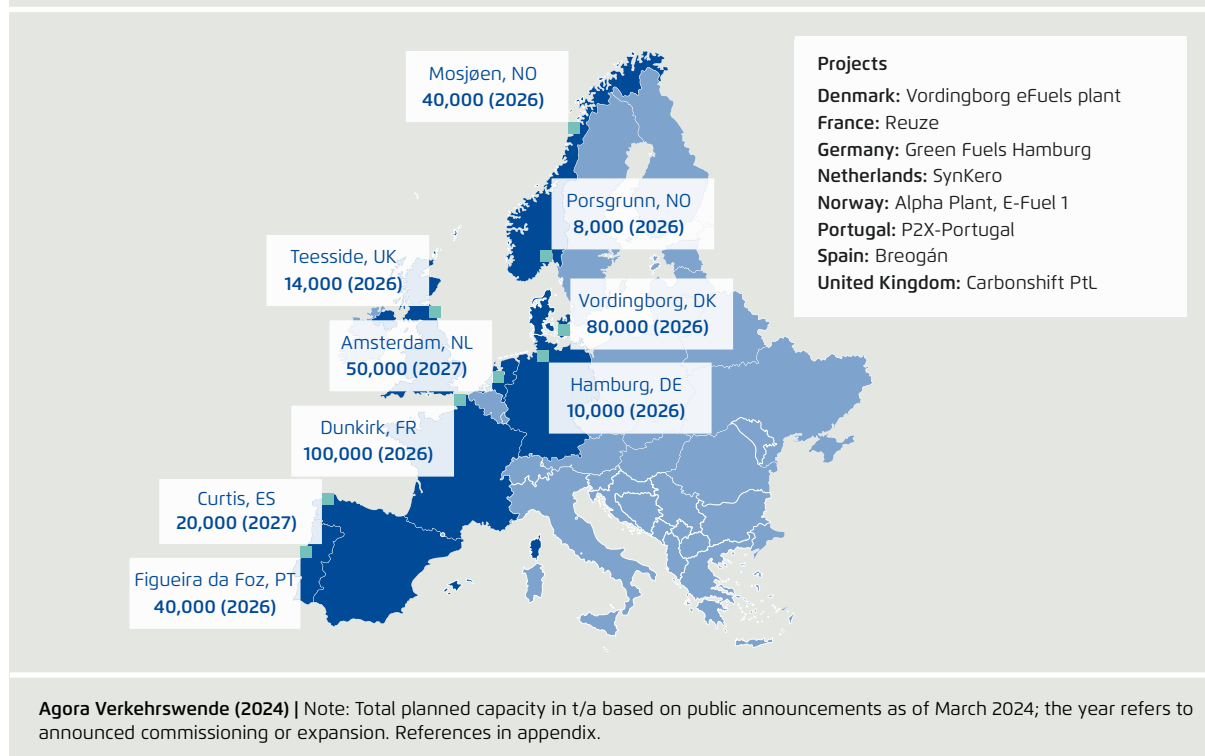 Mosjøen, NO
40,000 (2026)
Porsgrunn, NO
8,000 (2026)
Teesside, UK
14,000 (2026)
Vordingborg, DK
80,000 (2026)
Amsterdam, NL
50,000 (2027)
Hamburg, DE
10,000 (2026)
Dunkirk, FR
100,000 (2026)
Curtis, ES
20,000 (2027)
Figueira da Foz, PT
40,000 (2026)
Projects
Denmark: Vordingborg eFuels plant
France: Reuze
Germany: Green Fuels Hamburg
Netherlands: SynKero
Norway: Alpha Plant, E-Fuel 1
Portugal: P2X-Portugal
Spain: Breogán
United Kingdom: Carbonshift PtL
Agora Verkehrswende (2024) | Note: Total planned capacity in t/a based on public announcements as of March 2024; the year refers to
announced commissioning or expansion. References in appendix.